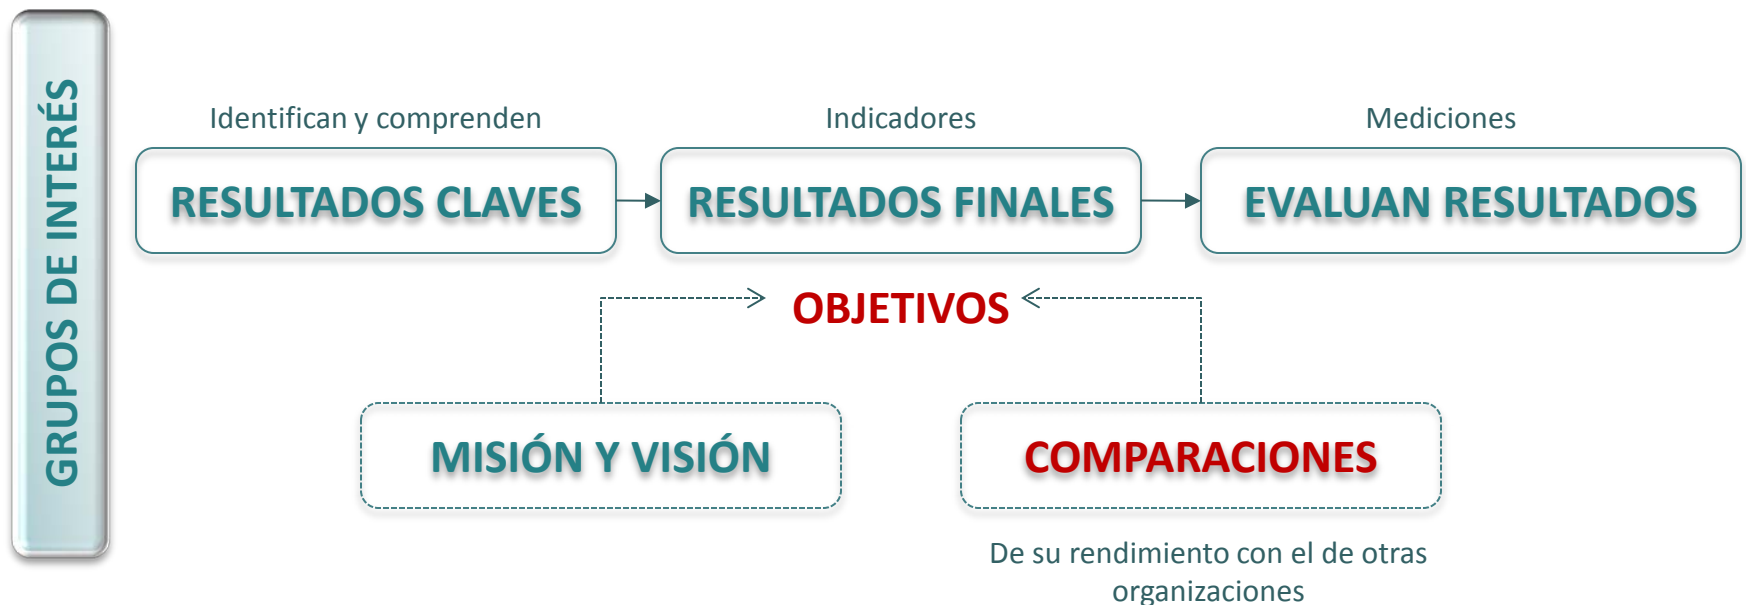 GRUPOS DE INTERÉS
Identifican y comprenden
RESULTADOS CLAVES
Indicadores
RESULTADOS FINALES
Mediciones
EVALUAN RESULTADOS
OBJETIVOS
MISIÓN Y VISIÓN
COMPARACIONES
De su rendimiento con el de otras
organizaciones